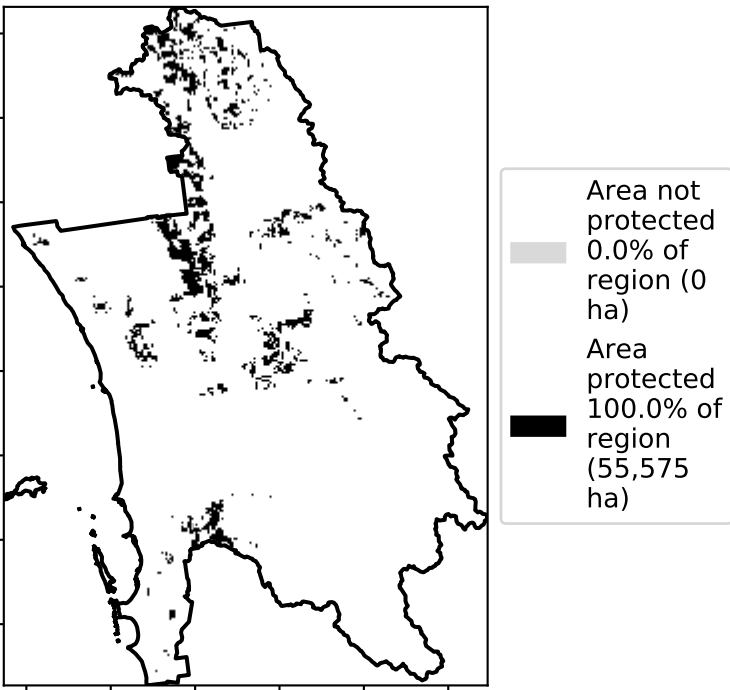 Area not
protected
0.0% of
region (0
ha)
Area
protected
100.0% of
region
(55,575
ha)